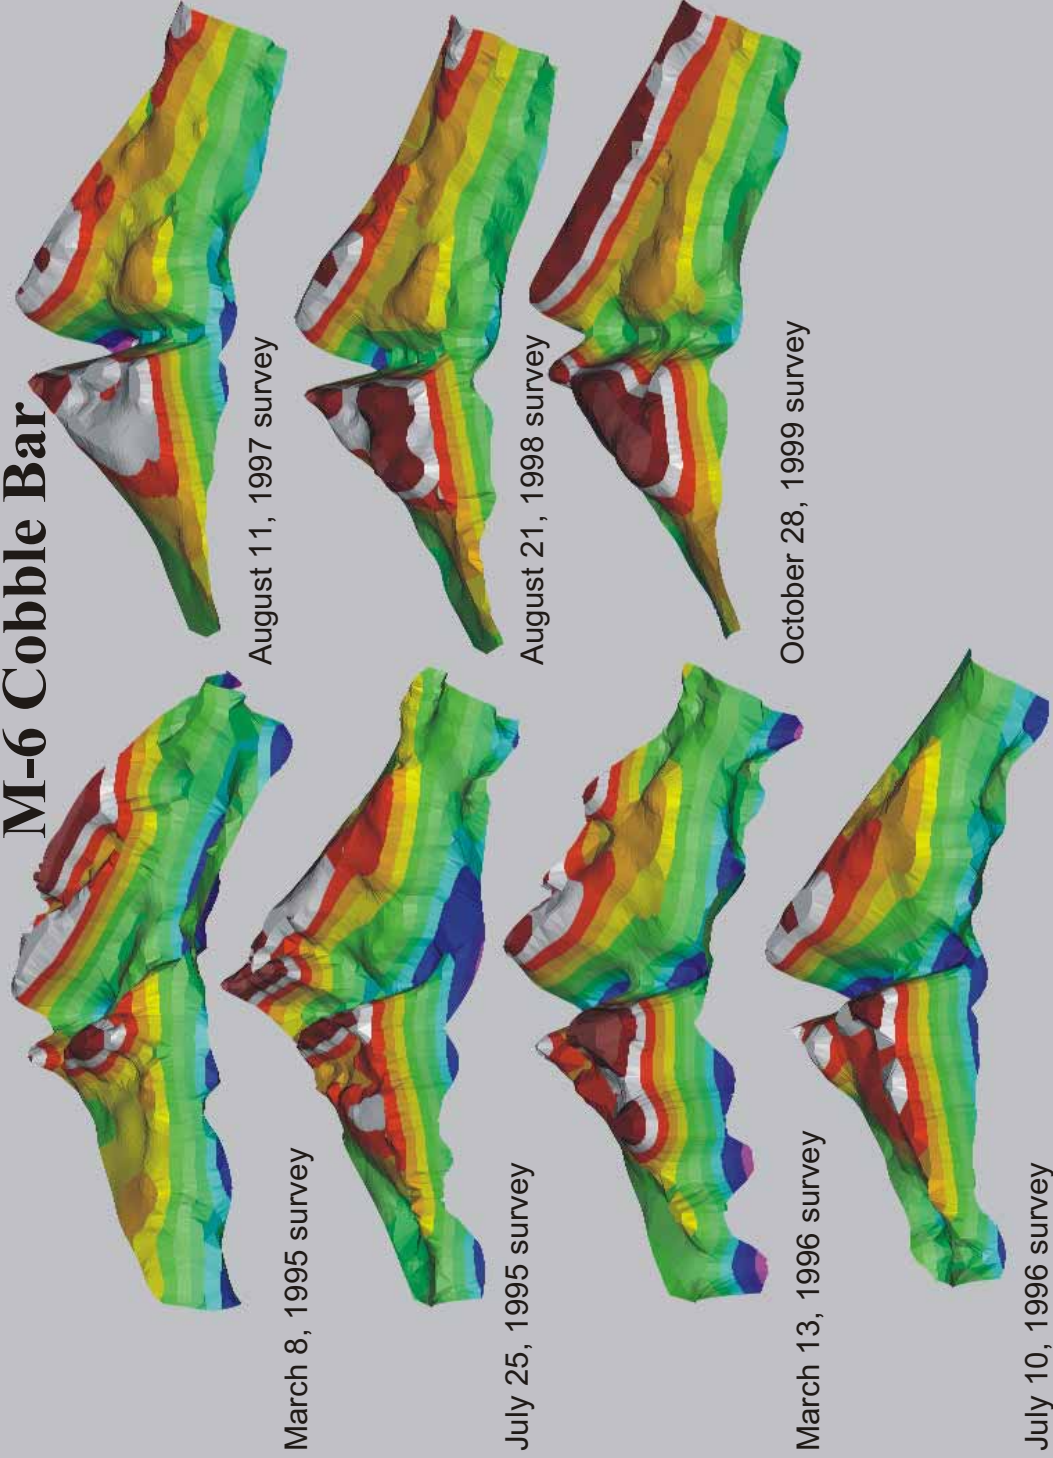 M-6 Cobble Bar
March 8, 1995 survey
July 25, 1995 survey
March 13, 1996 survey
July 10, 1996 survey
August 11, 1997 survey
August 21, 1998 survey
October 28, 1999 survey